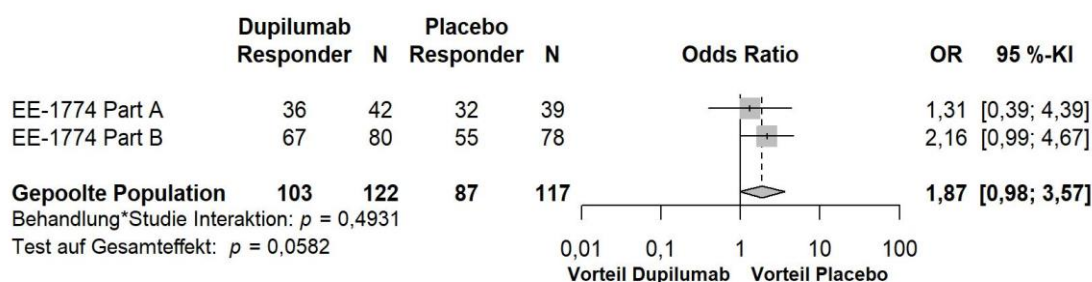 Dupilumab Placebo
Responder N Responder N Odds Ratio OR 95 %-KI
EE-1774 Part A 36 42 32 39 1,31 [0,39; 4,39]
EE-1774 Part B 67 80 55 78 2,16 [0,99; 4,67]
Gepoolte Population 103 122 87 117 1,87 [0,98; 3,57]
Behandlung*Studie Interaktion: p = 0,4931
Test auf Gesamteffekt: p = 0,0582
0,01 0,1 1 10 100
Vorteil Dupilumab Vorteil Placebo